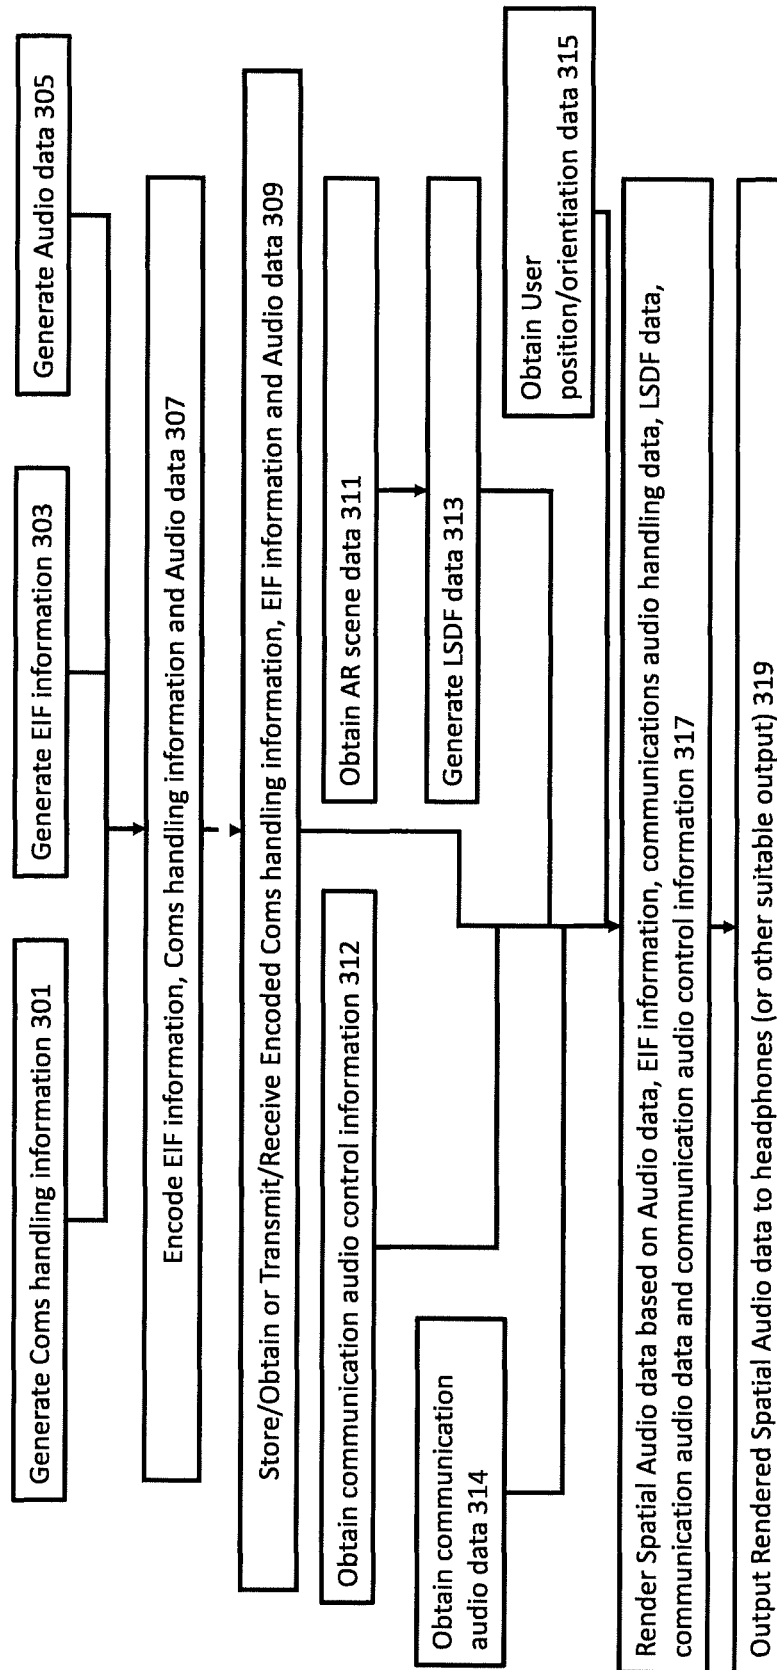 Generate Coms handling information 301
Generate EIF information 303
Generate Audio data 305
Encode EIF information, Coms handling information and Audio data 307
Store/Obtain or Transmit/Receive Encoded Coms handling information, EIF information and Audio data 309
Obtain communication audio control information 312
Obtain AR scene data 311
Obtain communication
audio data 314
Generate LSDF data 313
Obtain User
position/orientiation data 315
Render Spatial Audio data based on Audio data, EIF information, communications audio handling data, LSDF data,
communication audio data and communication audio control information 317
Output Rendered Spatial Audio data to headphones (or other suitable output) 319